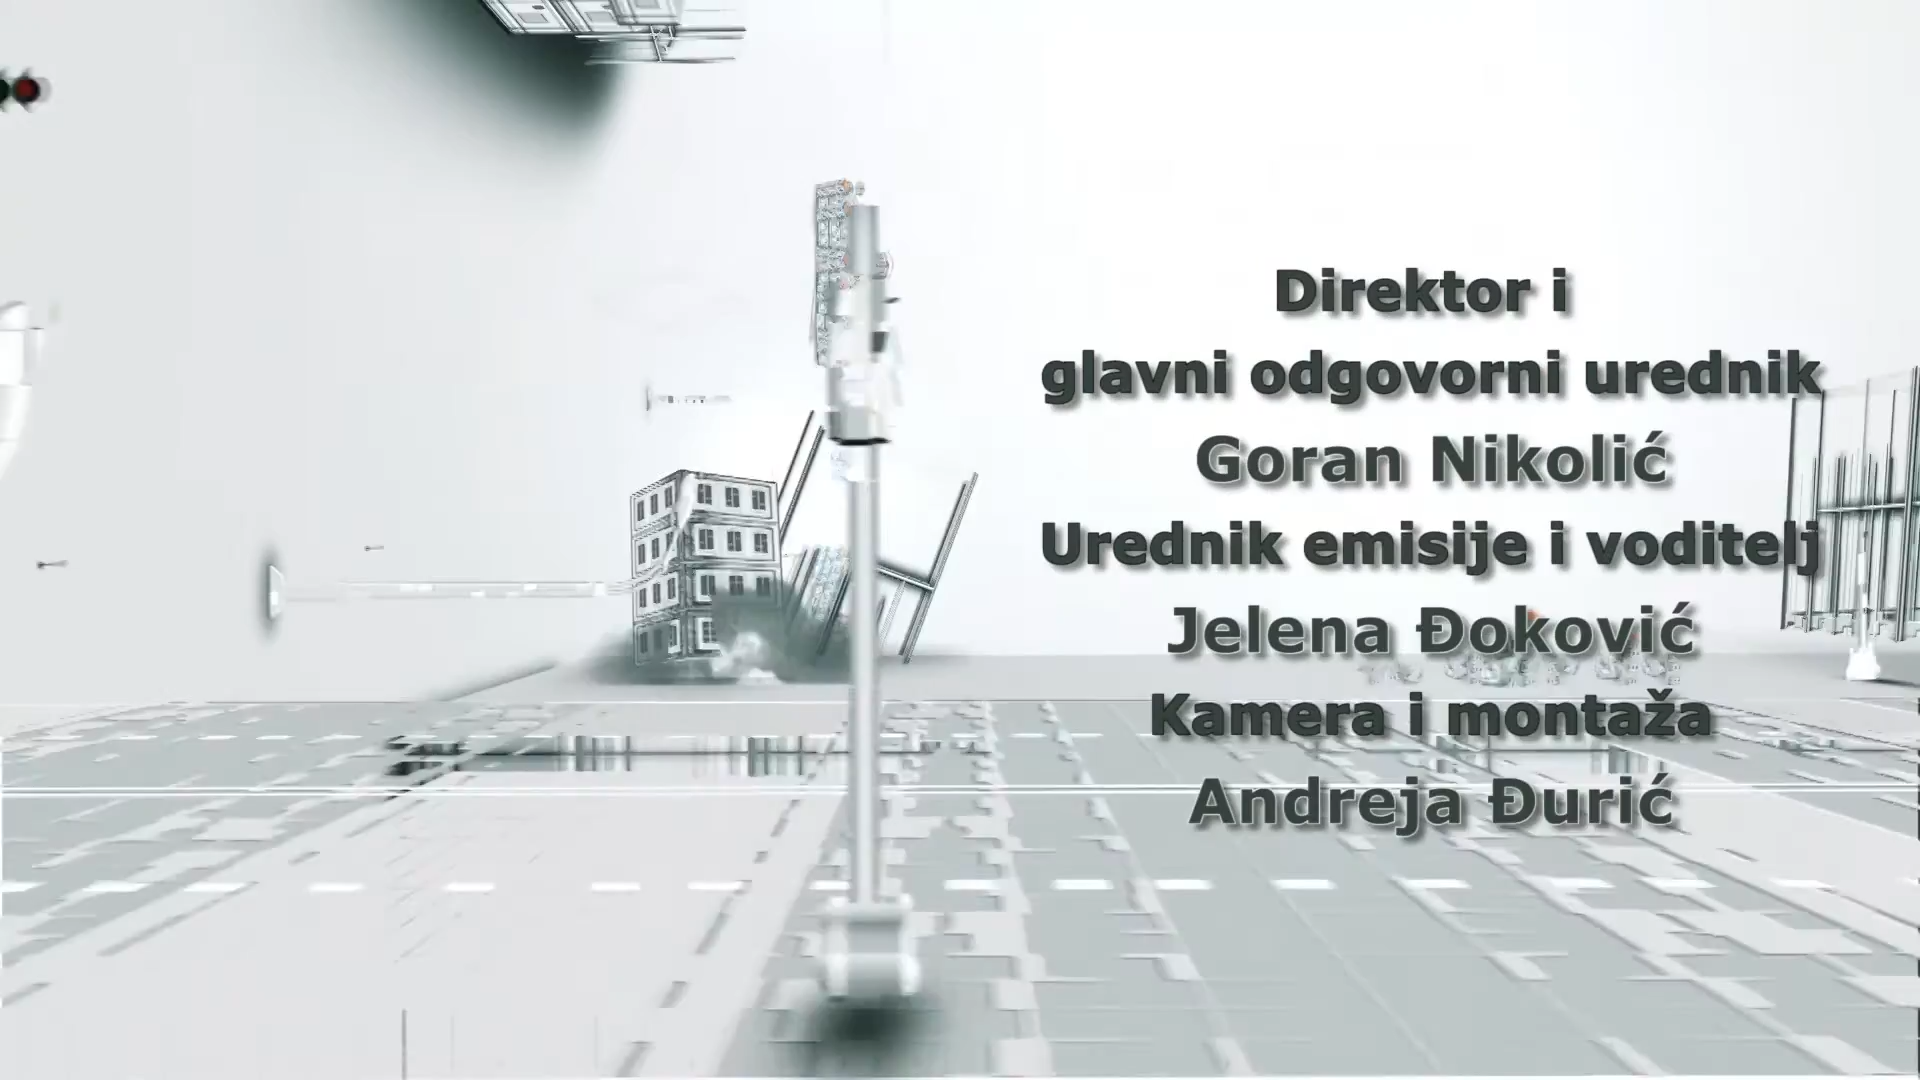 Direktor i
glavni odgovorni urednik
Goran Nikolić
Urednik emisije i voditelj
Jelena Đoković
Kamera i montaža
Andreja Đurić